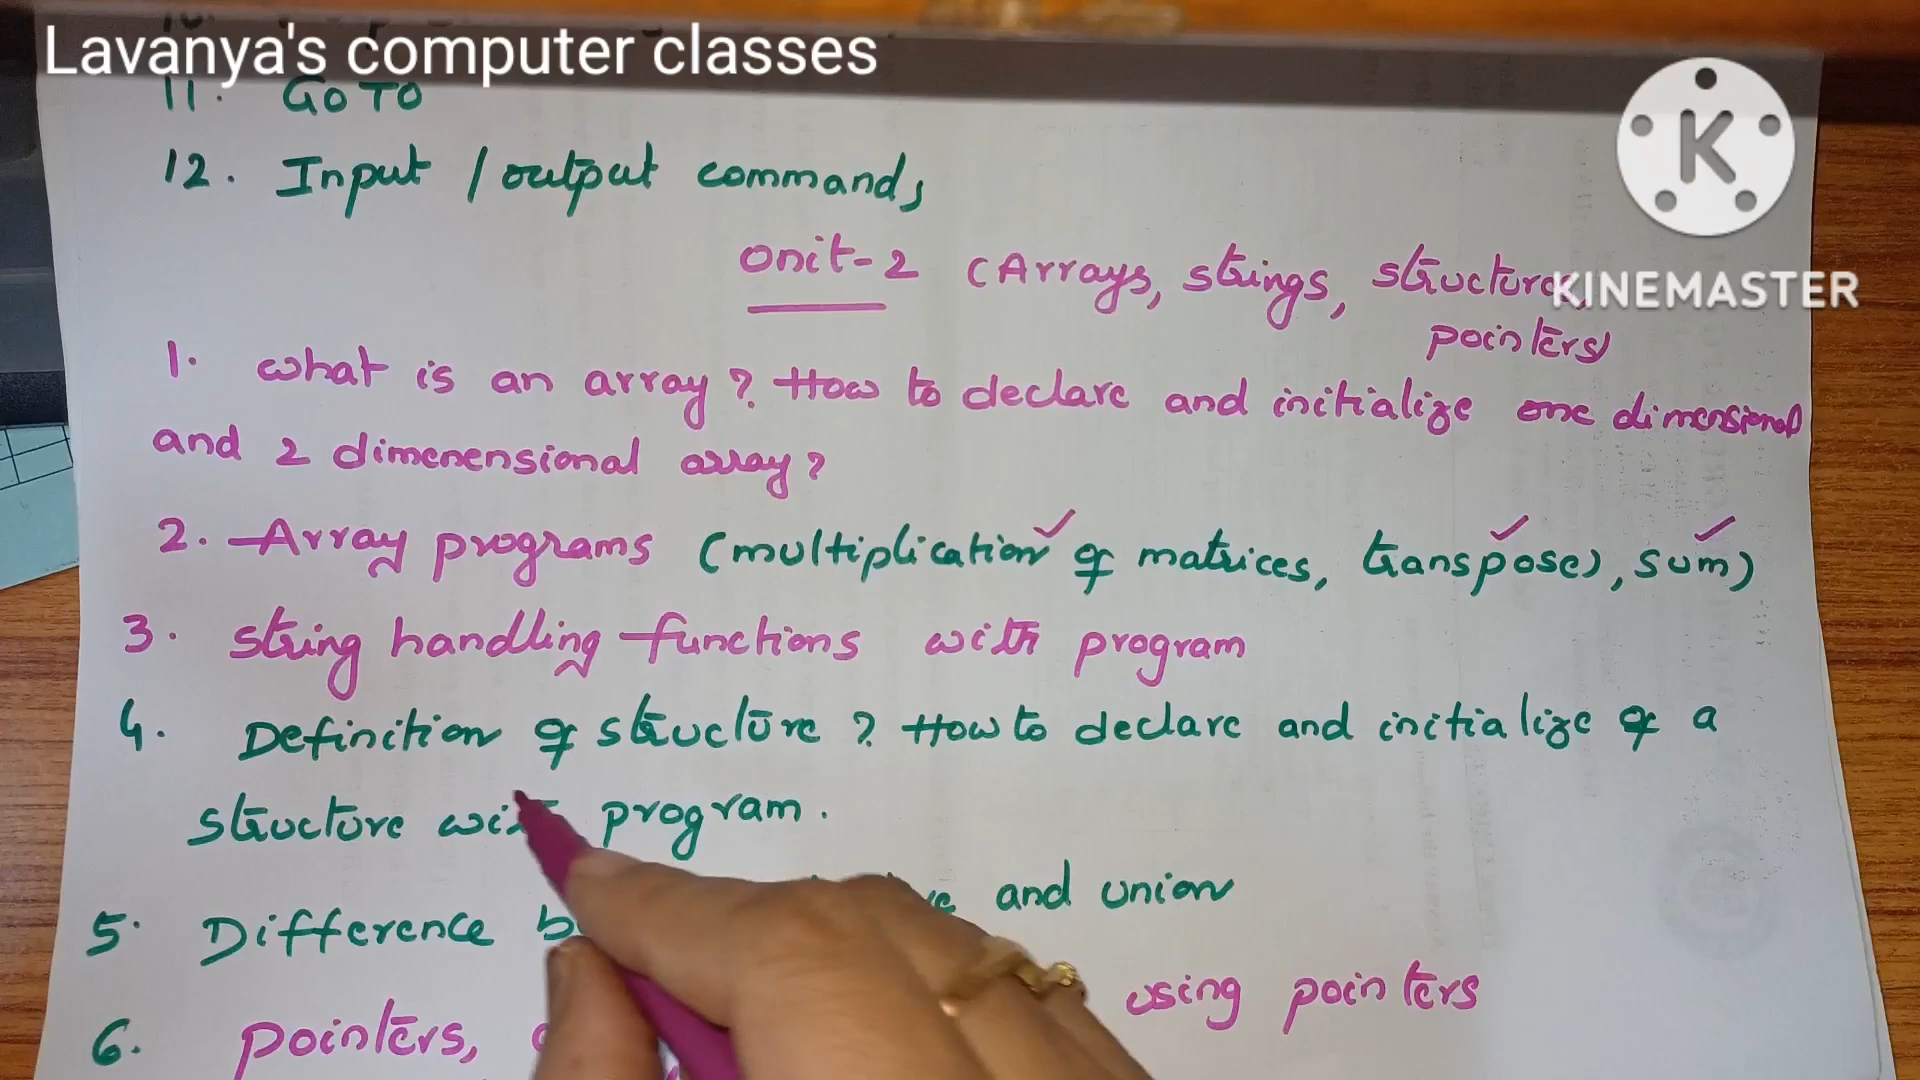 Lavanya's computer classes
11. GOTO
12. Input / output commands
KINEMASTER
Unit-2 (Arrays, strings, structures,
pointers)
1. what is an array? How to declare and initialize one dimensional
and 2 dimenensional array?
2. Array programs (multiplication of matrices, transpose), sum)
3. string handling functions with program
4. Definition of structure? How to declare and initialize of a
structure with program.
5. Difference and union
6. pointers, using pointers